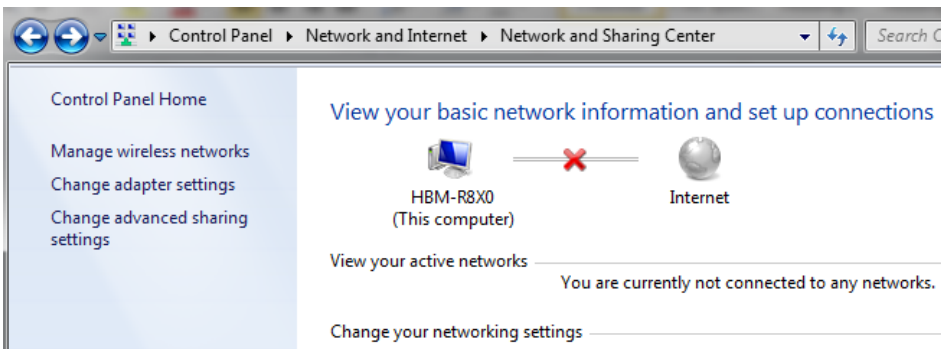 Control Panel Network and Internet Network and Sharing Center
Search
Control Panel Home
Manage wireless networks
Change adapter settings
Change advanced sharing
settings
View your basic network information and set up connections
HBM-R8X0
(This computer)
Internet
View your active networks
You are currently not connected to any networks.
Change your networking settings